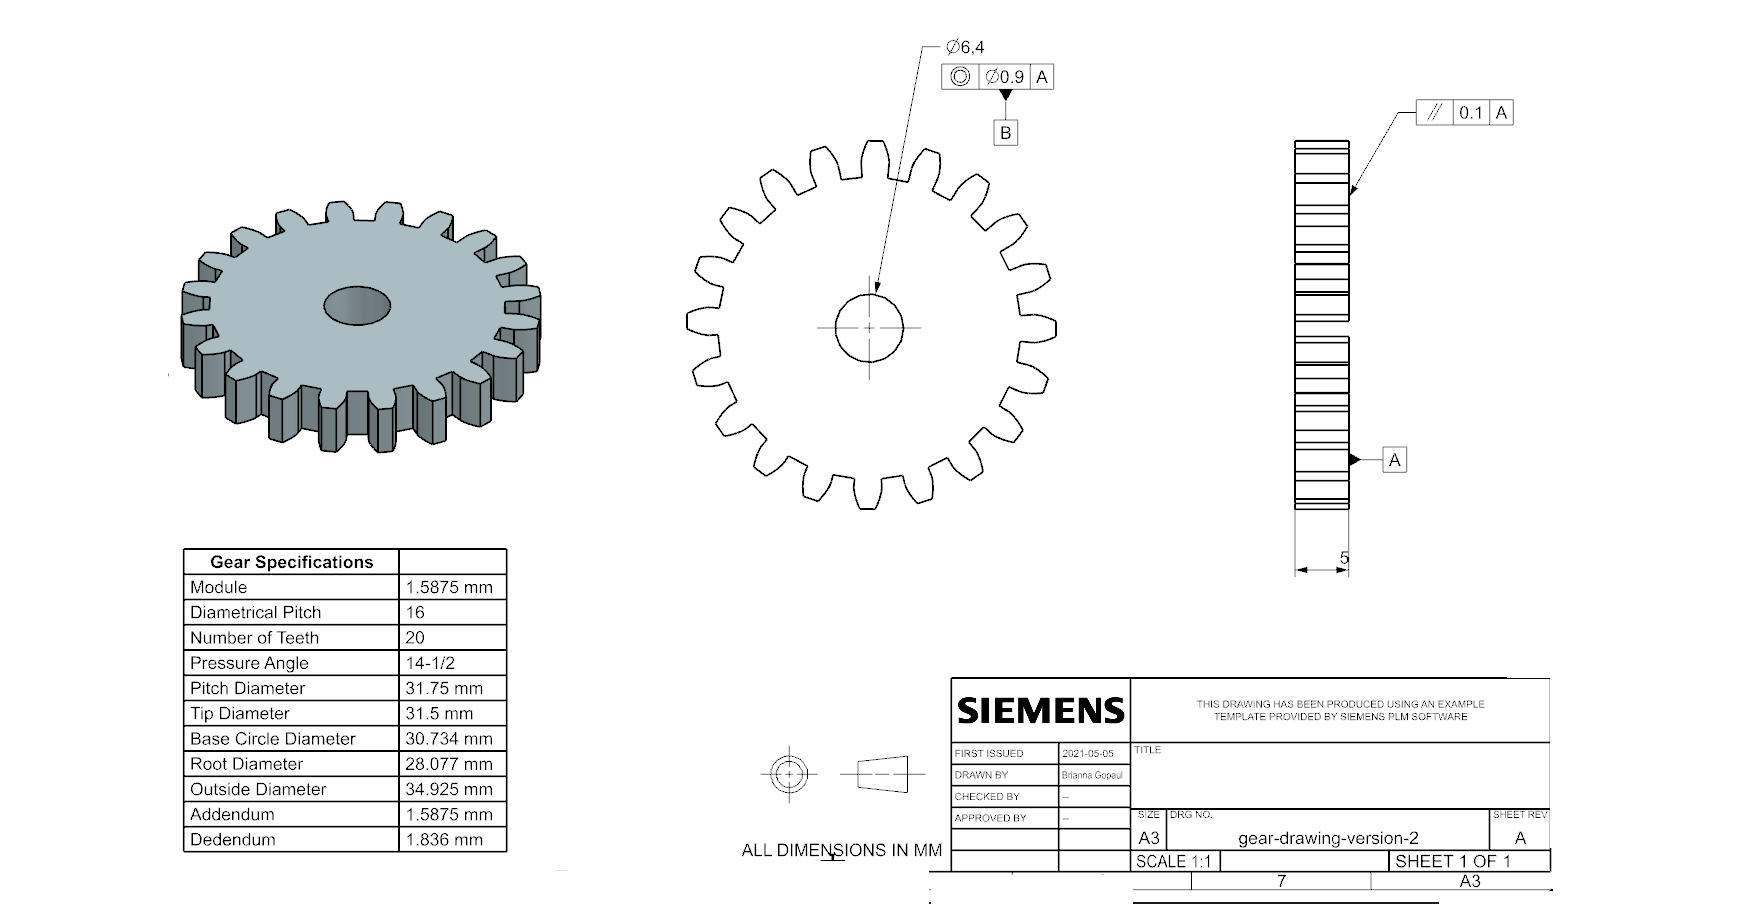 ∅6,4
◎ ∅0.9 A
B
// 0.1 A
A
5
Gear Specifications
Module 1.5875 mm
Diametrical Pitch 16
Number of Teeth 20
Pressure Angle 14-1/2
Pitch Diameter 31.75 mm
Tip Diameter 31.5 mm
Base Circle Diameter 30.734 mm
Root Diameter 28.077 mm
Outside Diameter 34.925 mm
Addendum 1.5875 mm
Dedendum 1.836 mm
ALL DIMENSIONS IN MM
SIEMENS
THIS DRAWING HAS BEEN PRODUCED USING AN EXAMPLE
TEMPLATE PROVIDED BY SIEMENS PLM SOFTWARE
FIRST ISSUED 2021-05-05
DRAWN BY Brianna Gopaul
CHECKED BY --
APPROVED BY --
TITLE
SIZE DRG NO. SHEET REV
A3 gear-drawing-version-2 A
SCALE 1:1 SHEET 1 OF 1
7 A3